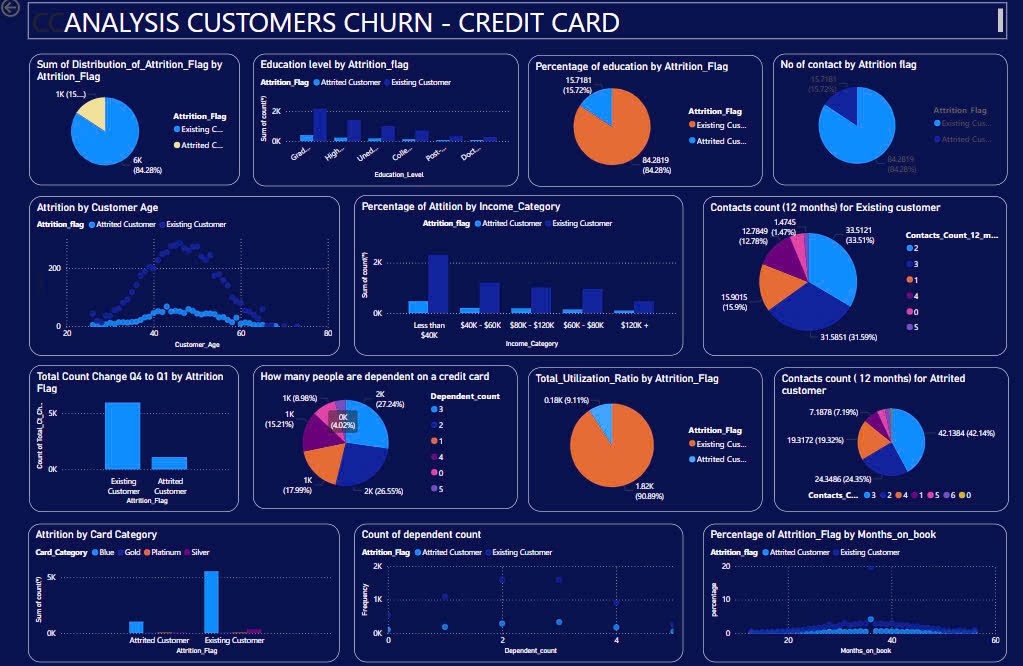 CCANALYSIS CUSTOMERS CHURN - CREDIT CARD
Sum of Distribution_of_Attrition_Flag by
Attrition_Flag
1K (15...)
6K
(84.28%)
Attrition_Flag
Existing C...
Attrited C...
Education level by Attrition_flag
Attrition_Flag Attrited Customer Existing Customer
Sum of count(*)
2K
0K
Grad... High... Uned... Colle... Post-... Doct...
Education_Level
Percentage of education by Attrition_Flag
15.7181
(15.72%)
84.2819
(84.28%)
Attrition_Flag
Existing Cus...
Attrited Cus...
No of contact by Attrition flag
15.7181
(15.72%)
84.2819
(84.28%)
Attrition_Flag
Existing Cus...
Attrited Cus...
Attrition by Customer Age
Attrition_flag Attrited Customer Existing Customer
200
0
20 40 60 80
Customer_Age
Percentage of Attition by Income_Category
Attrition_flag Attrited Customer Existing Customer
Sum of count(*)
2K
0K
Less than
$40K
$40K - $60K $80K - $120K $60K - $80K $120K +
Income_Category
Contacts count (12 months) for Existing customer
1.4745
(1.47%)
12.7849
(12.78%)
33.5121
(33.51%)
15.9015
(15.9%)
31.5851 (31.59%)
Contacts_Count_12_m...
2
3
1
4
0
5
Total Count Change Q4 to Q1 by Attrition
Flag
Count of Total_Ct_Ch...
5K
0K
Existing
Customer
Attrited
Customer
Attrition_Flag
How many people are dependent on a credit card
1K (8.98%)
0K
(4.02%)
2K
(27.24%)
1K
(15.21%)
1K
(17.99%)
2K (26.55%)
Dependent_count
3
2
1
4
0
5
Total_Utilization_Ratio by Attrition_Flag
0.18K (9.11%)
1.82K
(90.89%)
Attrition_Flag
Existing Cus...
Attrited Cus...
Contacts count ( 12 months) for Attrited
customer
7.1878 (7.19%)
42.1384 (42.14%)
19.3172 (19.32%)
24.3486 (24.35%)
Contacts_C... 3 2 4 1 5 6 0
Attrition by Card Category
Card_Category Blue Gold Platinum Silver
Sum of count(*)
5K
0K
Attrited Customer Existing Customer
Attrition_Flag
Count of dependent count
Attrition_Flag Attrited Customer Existing Customer
Frequency
2K
1K
0K
0 2 4
Dependent_count
Percentage of Attrition_Flag by Months_on_book
Attrition_flag Attrited Customer Existing Customer
percentage
20
10
0
20 40 60
Months_on_book